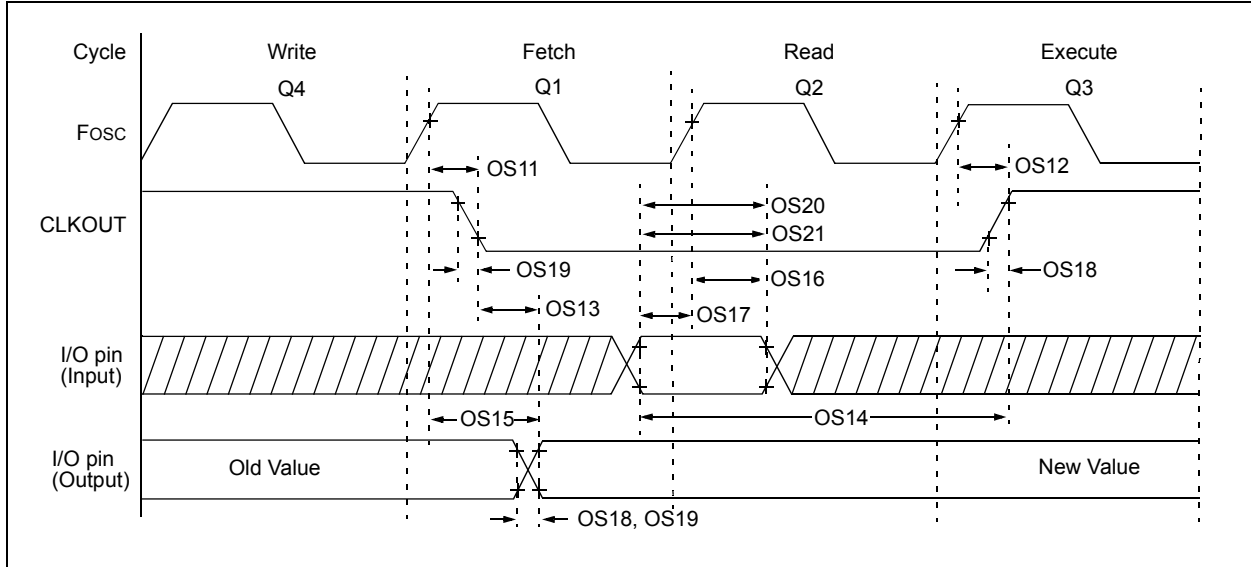 Cycle Write Fetch Read Execute
Q4 Q1 Q2 Q3
FOSC
OS11 OS12
OS20
CLKOUT
OS21
OS19 OS16 OS18
OS13 OS17
I/O pin
(Input)
OS15 OS14
I/O pin
(Output)
Old Value New Value
OS18, OS19